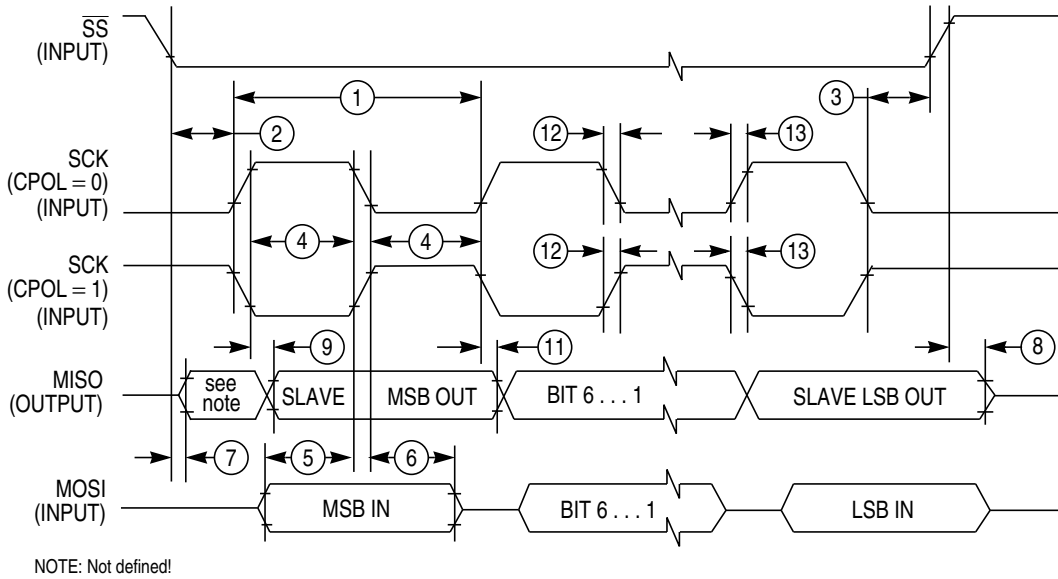 SS
(INPUT)
1
3
2
12
13
SCK
(CPOL = 0)
(INPUT)
4
4
SCK
(CPOL = 1)
(INPUT)
12
13
9
11
8
MISO
(OUTPUT)
see
note
SLAVE
MSB OUT
BIT 6 . . . 1
SLAVE LSB OUT
7
5
6
MOSI
(INPUT)
MSB IN
BIT 6 . . . 1
LSB IN
NOTE: Not defined!